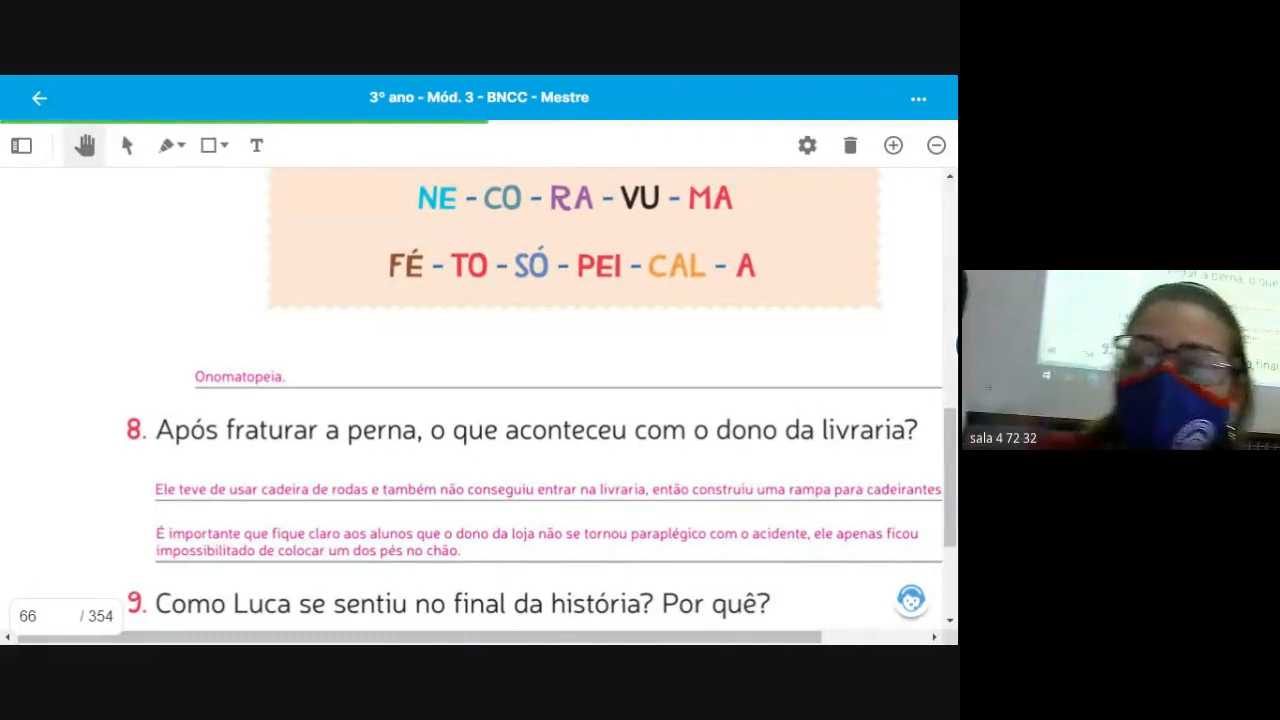 3º ano - Mód. 3 - BNCC - Mestre
T
NE - CO - RA - VU - MA
FÉ - TO - SÓ - PEI - CAL - A
Onomatopeia.
8. Após fraturar a perna, o que aconteceu com o dono da livraria?
Ele teve de usar cadeira de rodas e também não conseguiu entrar na livraria, então construiu uma rampa para cadeirantes
É importante que fique claro aos alunos que o dono da loja não se tornou paraplégico com o acidente, ele apenas ficou
impossibilitado de colocar um dos pés no chão.
9. Como Luca se sentiu no final da história? Por quê?
66 / 354
a perna, o que
final
sala 4 72 32